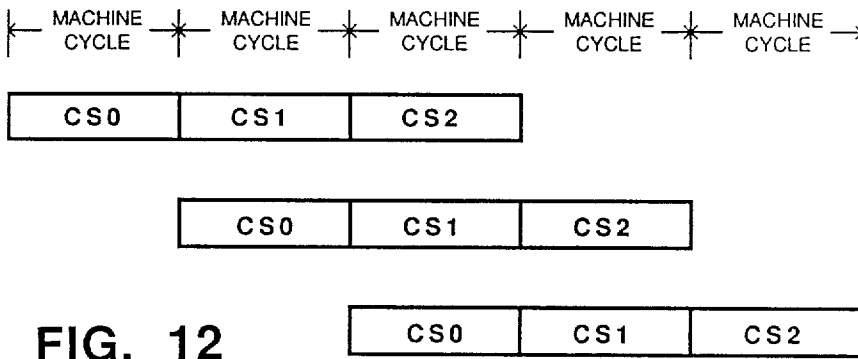 MACHINE CYCLE MACHINE CYCLE MACHINE CYCLE MACHINE CYCLE MACHINE CYCLE
CS0 CS1 CS2
CS0 CS1 CS2
CS0 CS1 CS2
FIG. 12